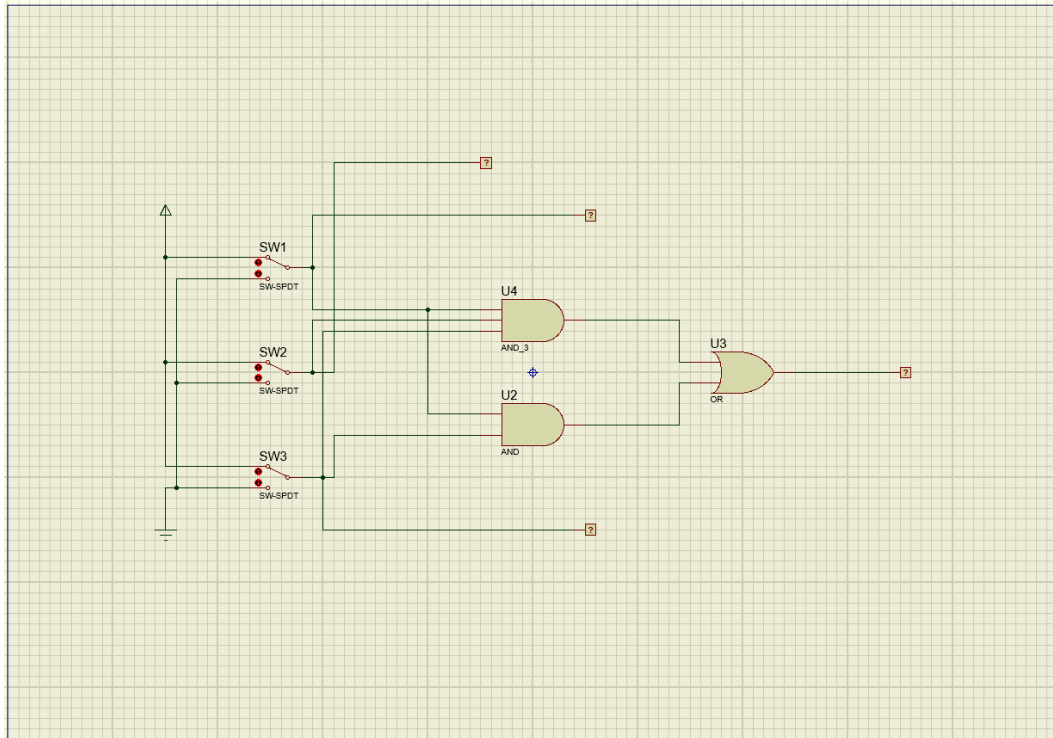 ?
?
SW1
SW-SPDT
U4
AND_3
SW2
SW-SPDT
U3
?
OR
U2
AND
SW3
SW-SPDT
?